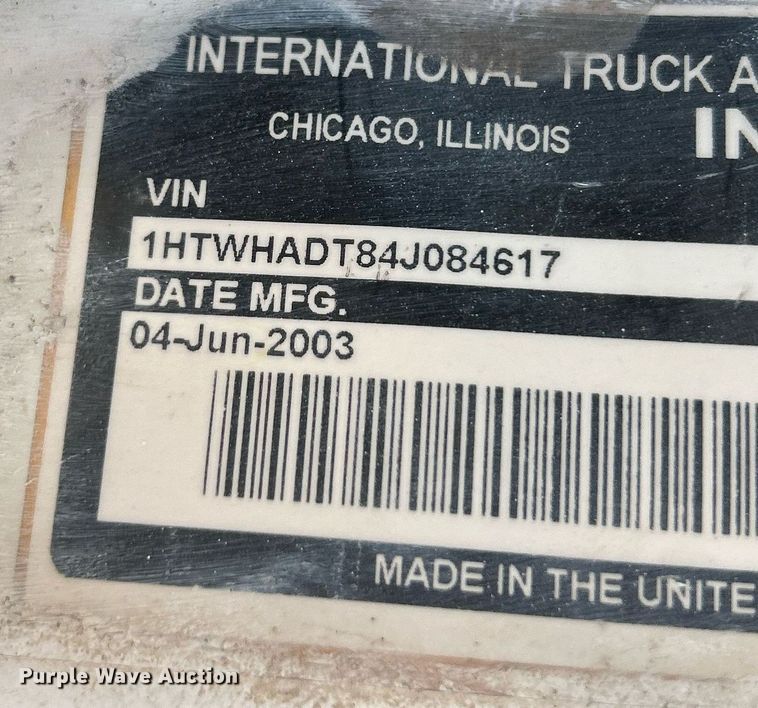 INTERNATIONAL TRUCK A
CHICAGO, ILLINOIS
IN
VIN
1HTWHADT84J084617
DATE MFG.
04-Jun-2003
MADE IN THE UNITE
Purple Wave Auction